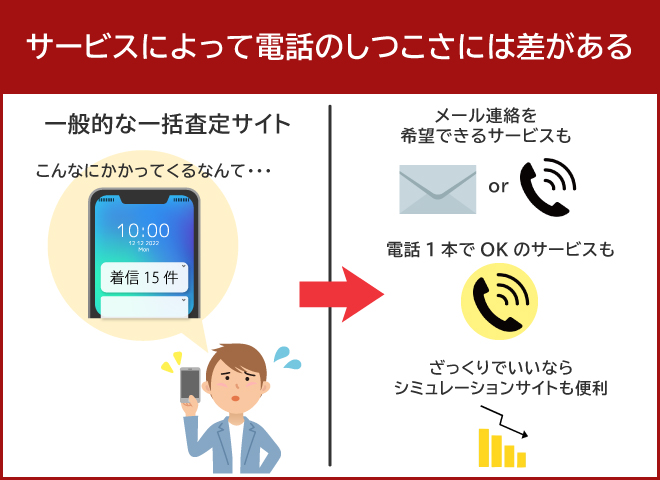 サービスによって電話のしつこさには差がある
一般的な一括査定サイト
こんなにかかってくるなんて・・・
10:00
12 12 2022
Mon
着信 15 件
メール連絡を
希望できるサービスも
or
電話 1 本で OK のサービスも
ざっくりでいいなら
シミュレーションサイトも便利